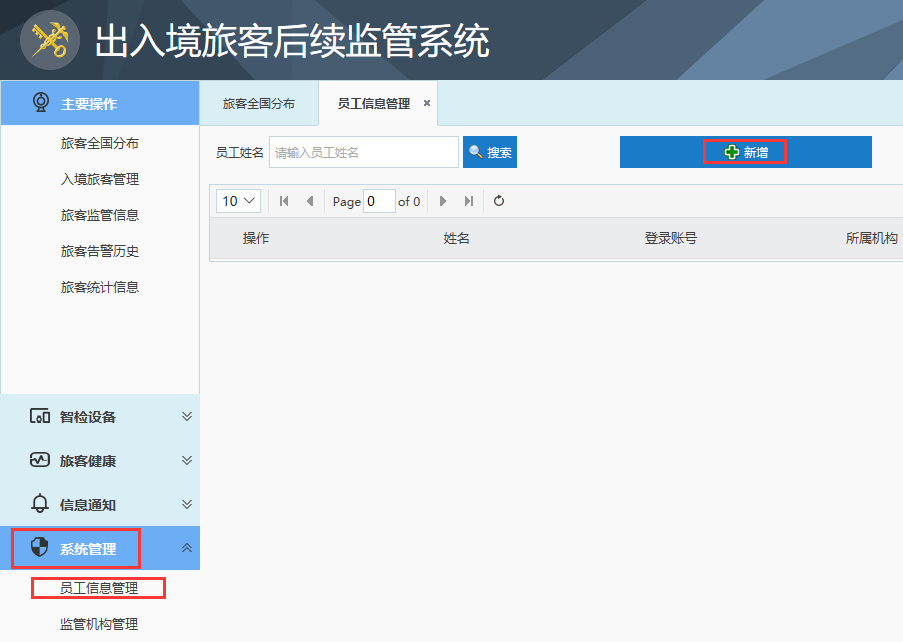 出入境旅客后续监管系统
主要操作
旅客全国分布
入境旅客管理
旅客监管信息
旅客告警历史
旅客统计信息
智检设备
旅客健康
信息通知
系统管理
员工信息管理
监管机构管理
旅客全国分布 员工信息管理 ×
员工姓名 请输入员工姓名 搜索 新增
10 Page 0 of 0
操作 姓名 登录账号 所属机构